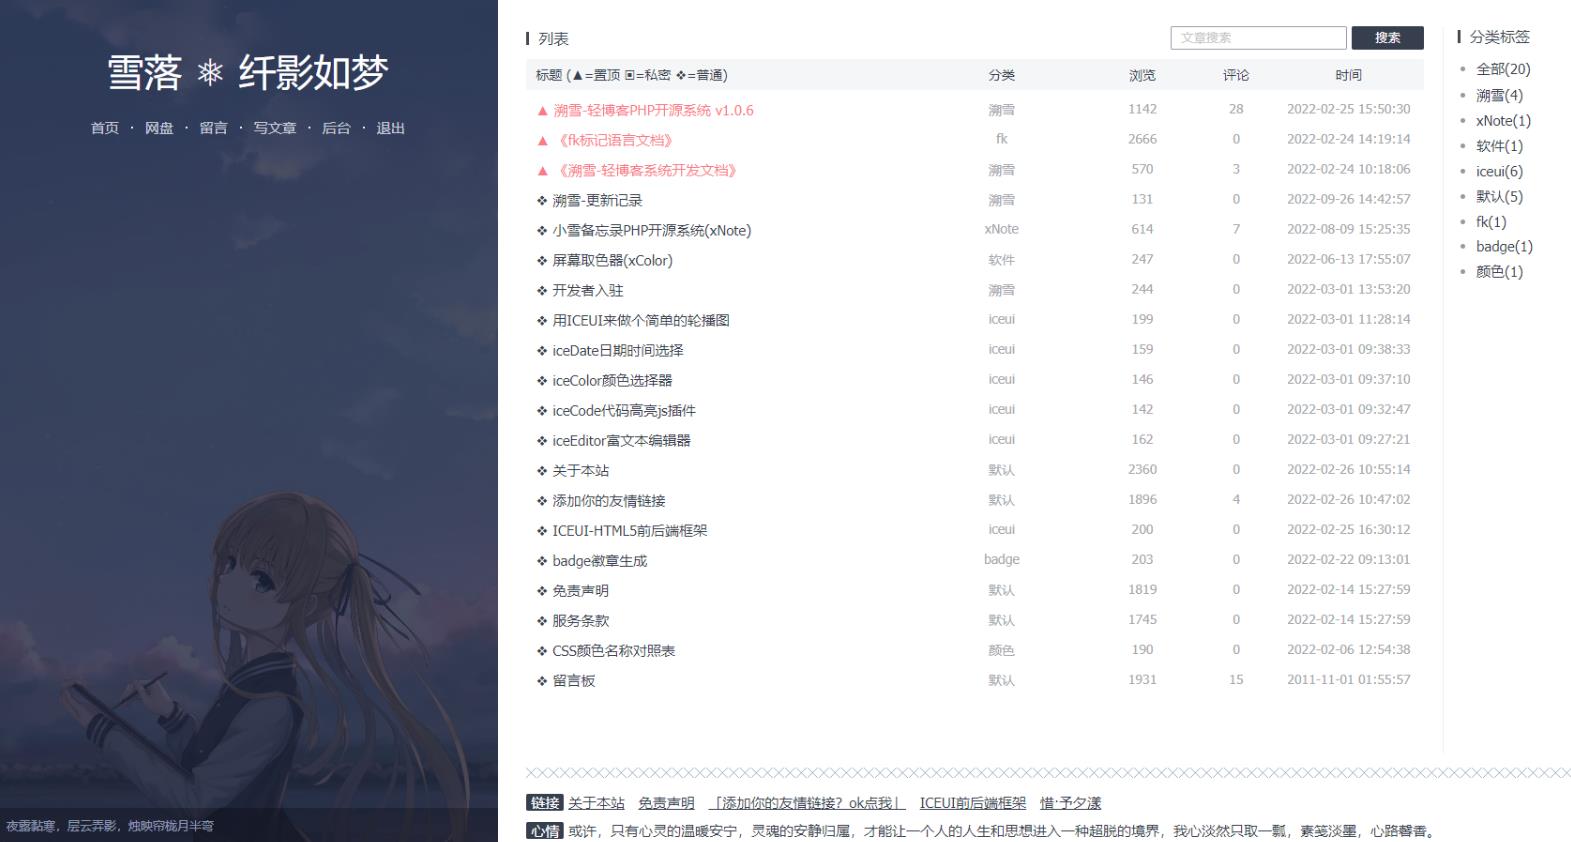 雪落 ❅ 纤影如梦
首页 · 网盘 · 留言 · 写文章 · 后台 · 退出
夜露黏寒，层云弄影，烛映帘栊月半弯
列表
文章搜索 搜索
标题 (▲=置顶 ▣=私密 ❖=普通) 分类 浏览 评论 时间
▲ 溯雪-轻博客PHP开源系统 v1.0.6 溯雪 1142 28 2022-02-25 15:50:30
▲ 《fk标记语言文档》 fk 2666 0 2022-02-24 14:19:14
▲ 《溯雪-轻博客系统开发文档》 溯雪 570 3 2022-02-24 10:18:06
❖ 溯雪-更新记录 溯雪 131 0 2022-09-26 14:42:57
❖ 小雪备忘录PHP开源系统(xNote) xNote 614 7 2022-08-09 15:25:35
❖ 屏幕取色器(xColor) 软件 247 0 2022-06-13 17:55:07
❖ 开发者入驻 溯雪 244 0 2022-03-01 13:53:20
❖ 用ICEUI来做个简单的轮播图 iceui 199 0 2022-03-01 11:28:14
❖ iceDate日期时间选择 iceui 159 0 2022-03-01 09:38:33
❖ iceColor颜色选择器 iceui 146 0 2022-03-01 09:37:10
❖ iceCode代码高亮js插件 iceui 142 0 2022-03-01 09:32:47
❖ iceEditor富文本编辑器 iceui 162 0 2022-03-01 09:27:21
❖ 关于本站 默认 2360 0 2022-02-26 10:55:14
❖ 添加你的友情链接 默认 1896 4 2022-02-26 10:47:02
❖ ICEUI-HTML5前后端框架 iceui 200 0 2022-02-25 16:30:12
❖ badge徽章生成 badge 203 0 2022-02-22 09:13:01
❖ 免责声明 默认 1819 0 2022-02-14 15:27:59
❖ 服务条款 默认 1745 0 2022-02-14 15:27:59
❖ CSS颜色名称对照表 颜色 190 0 2022-02-06 12:54:38
❖ 留言板 默认 1931 15 2011-11-01 01:55:57
分类标签
全部(20)
溯雪(4)
xNote(1)
软件(1)
iceui(6)
默认(5)
fk(1)
badge(1)
颜色(1)
链接 关于本站 免责声明 「添加你的友情链接？ok点我」 ICEUI前后端框架 惜·予夕漾
心情 或许，只有心灵的温暖安宁，灵魂的安静归属，才能让一个人的人生和思想进入一种超脱的境界，我心淡然只取一瓢，素笺淡墨，心路馨香。